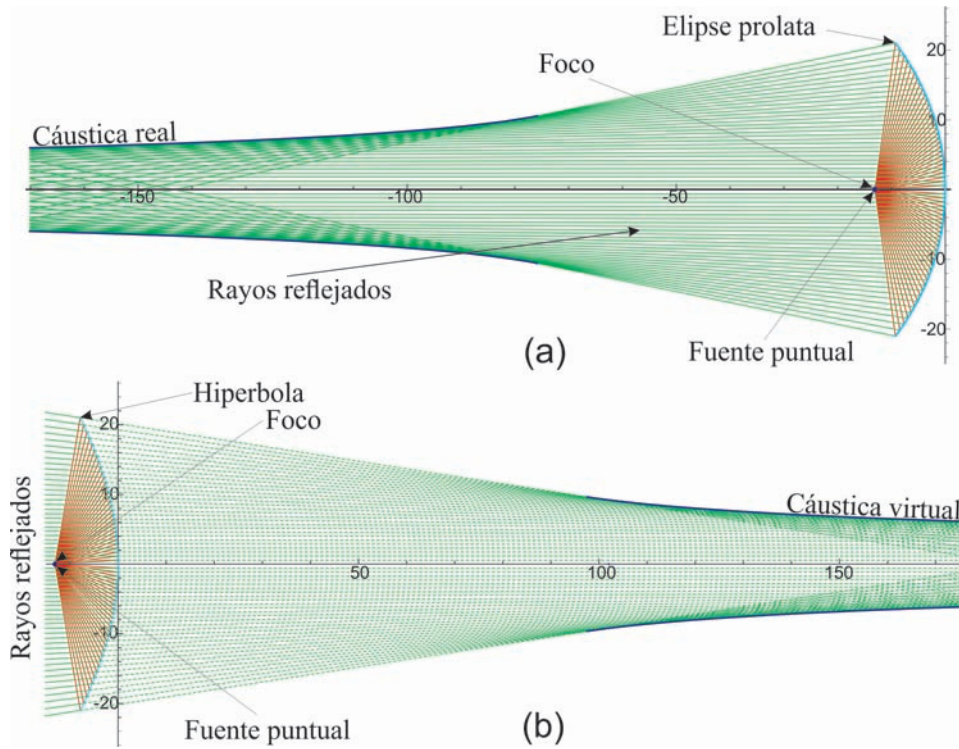 Elipse prolata
20
Foco
Cáustica real
10
-150
-100
-50
Rayos reflejados
-10
-20
(a)
Fuente puntual
Hiperbola
20
Foco
10
Cáustica virtual
Rayos reflejados
50
100
150
-10
-20
Fuente puntual
(b)